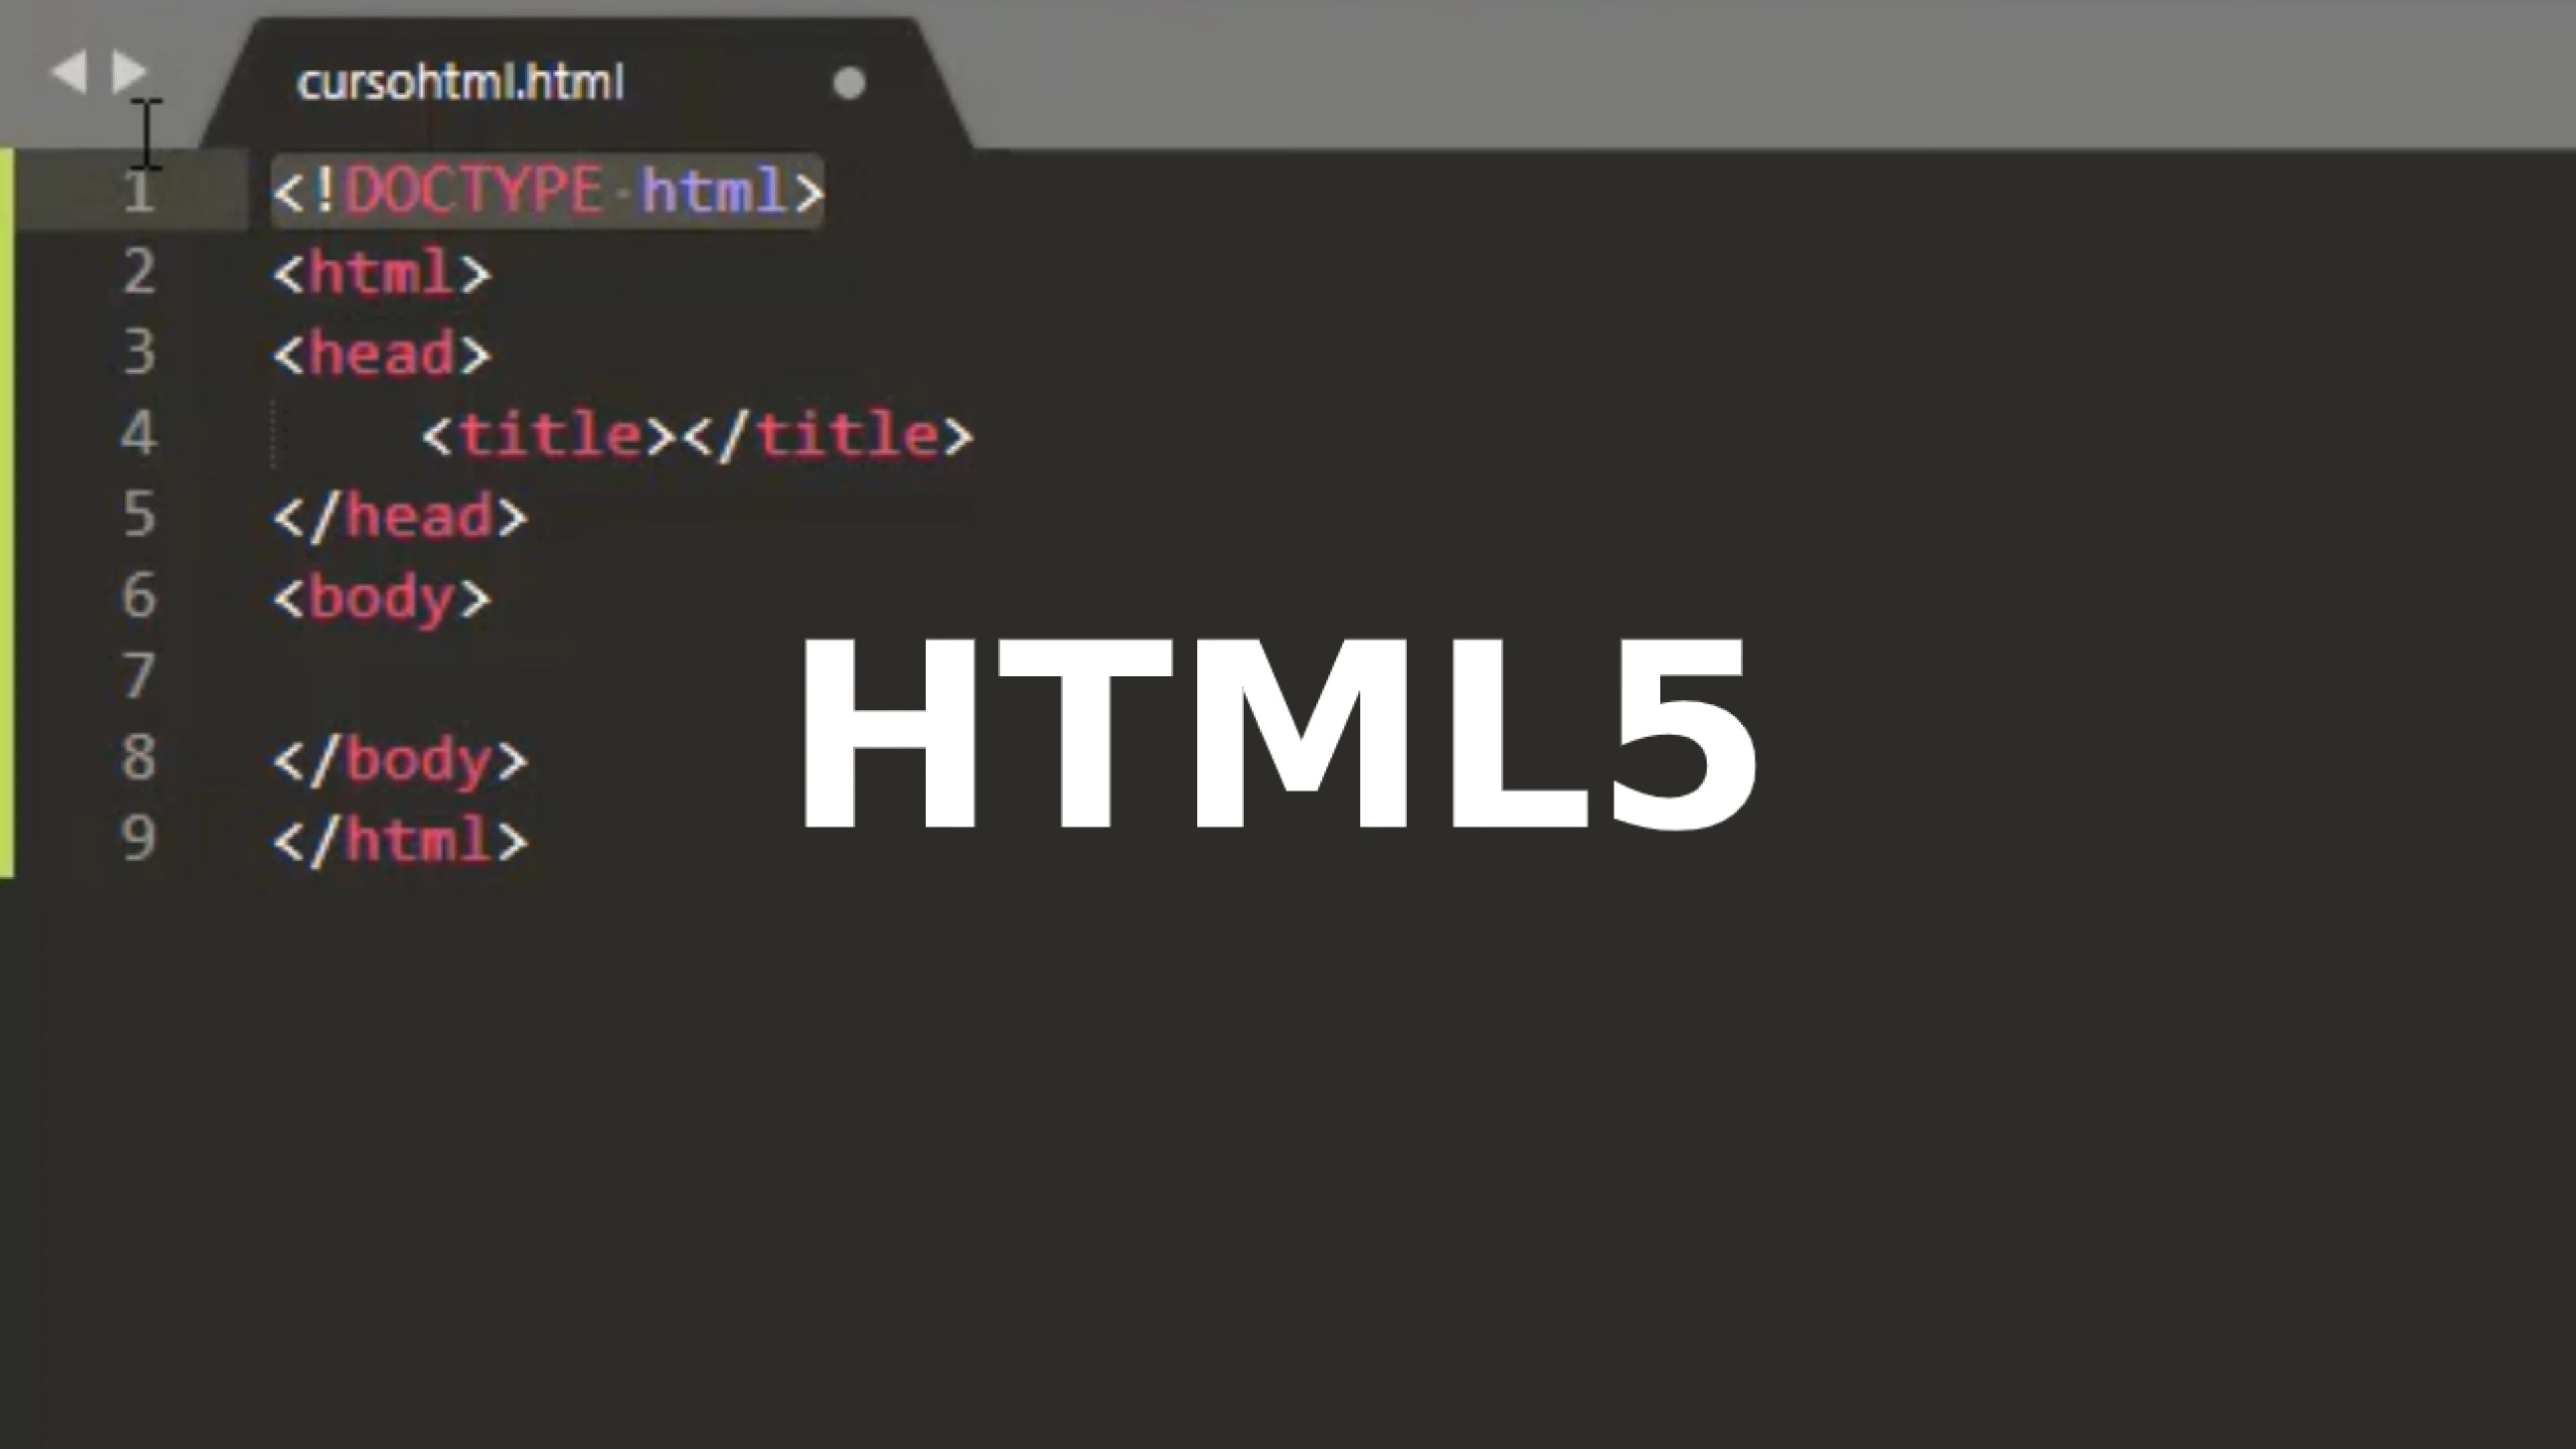 cursohtml.html
1 <!DOCTYPE html>
2 <html>
3 <head>
4 <title></title>
5 </head>
6 <body>
7
8 </body>
9 </html>
HTML5